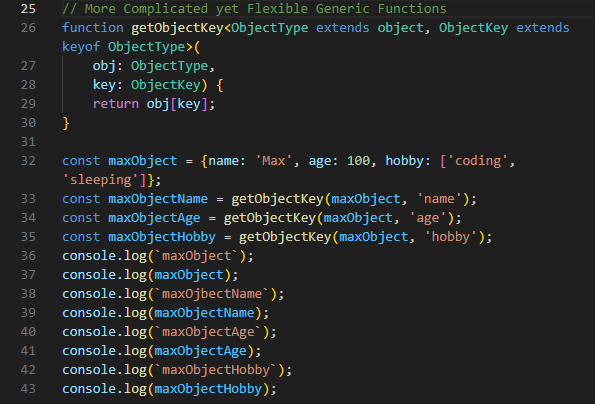 25 // More Complicated yet Flexible Generic Functions
26 function getObjectKey<ObjectType extends object, ObjectKey extends
keyof ObjectType>(
27     obj: ObjectType,
28     key: ObjectKey) {
29     return obj[key];
30 }
31
32 const maxObject = {name: 'Max', age: 100, hobby: ['coding',
'sleeping']};
33 const maxObjectName = getObjectKey(maxObject, 'name');
34 const maxObjectAge = getObjectKey(maxObject, 'age');
35 const maxObjectHobby = getObjectKey(maxObject, 'hobby');
36 console.log(`maxObject`);
37 console.log(maxObject);
38 console.log(`maxOjbectName`);
39 console.log(maxObjectName);
40 console.log(`maxObjectAge`);
41 console.log(maxObjectAge);
42 console.log(`maxObjectHobby`);
43 console.log(maxObjectHobby);